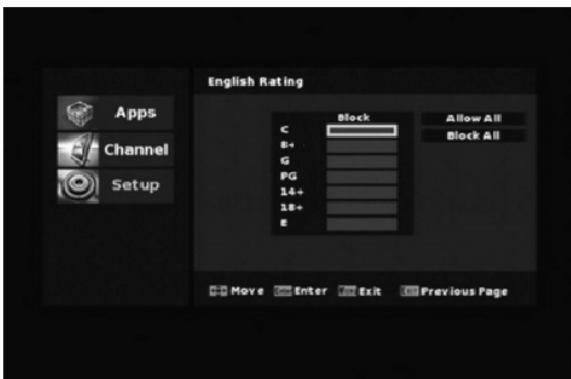 English Rating
Apps
Channel
Setup
Block
C
8+
G
PG
14+
18+
E
Allow All
Block All
Move Enter Exit Previous Page